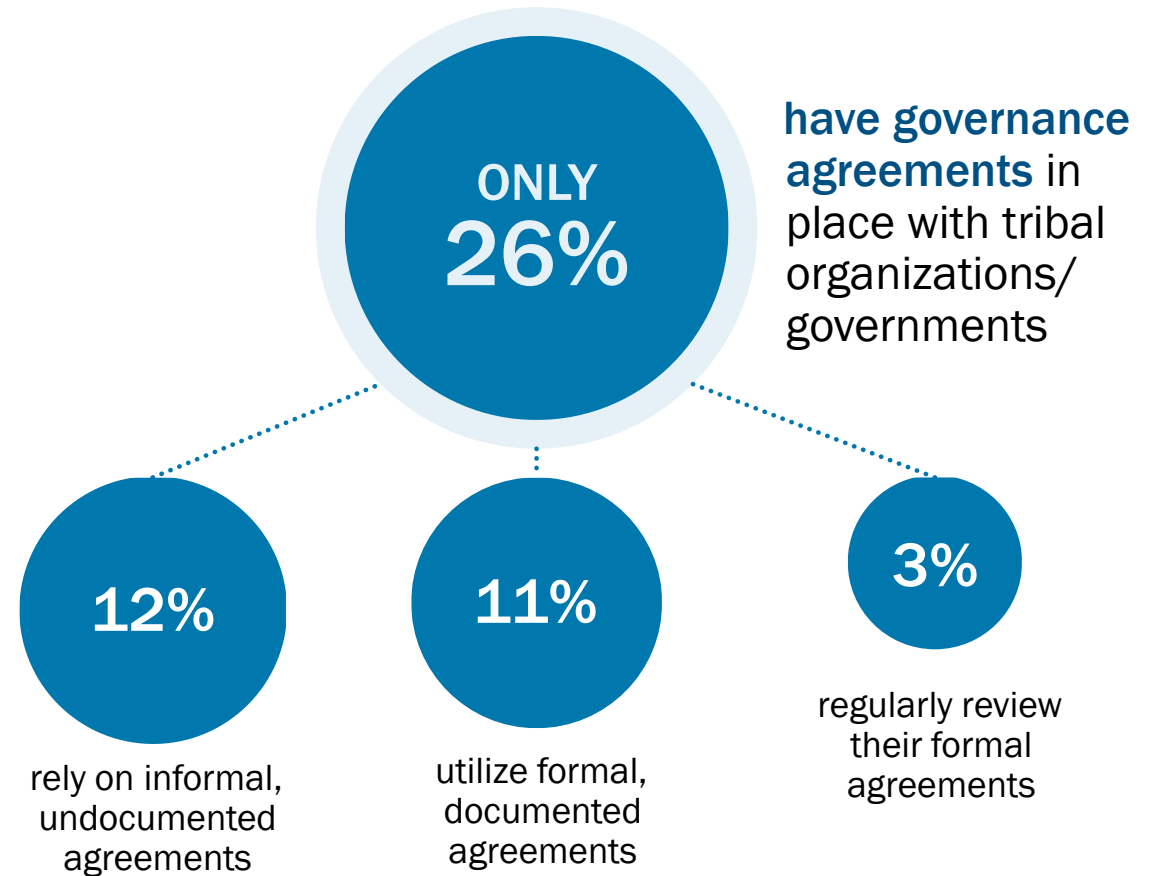 ONLY
26%
have governance
agreements in
place with tribal
organizations/
governments
12%
rely on informal,
undocumented
agreements
11%
utilize formal,
documented
agreements
3%
regularly review
their formal
agreements